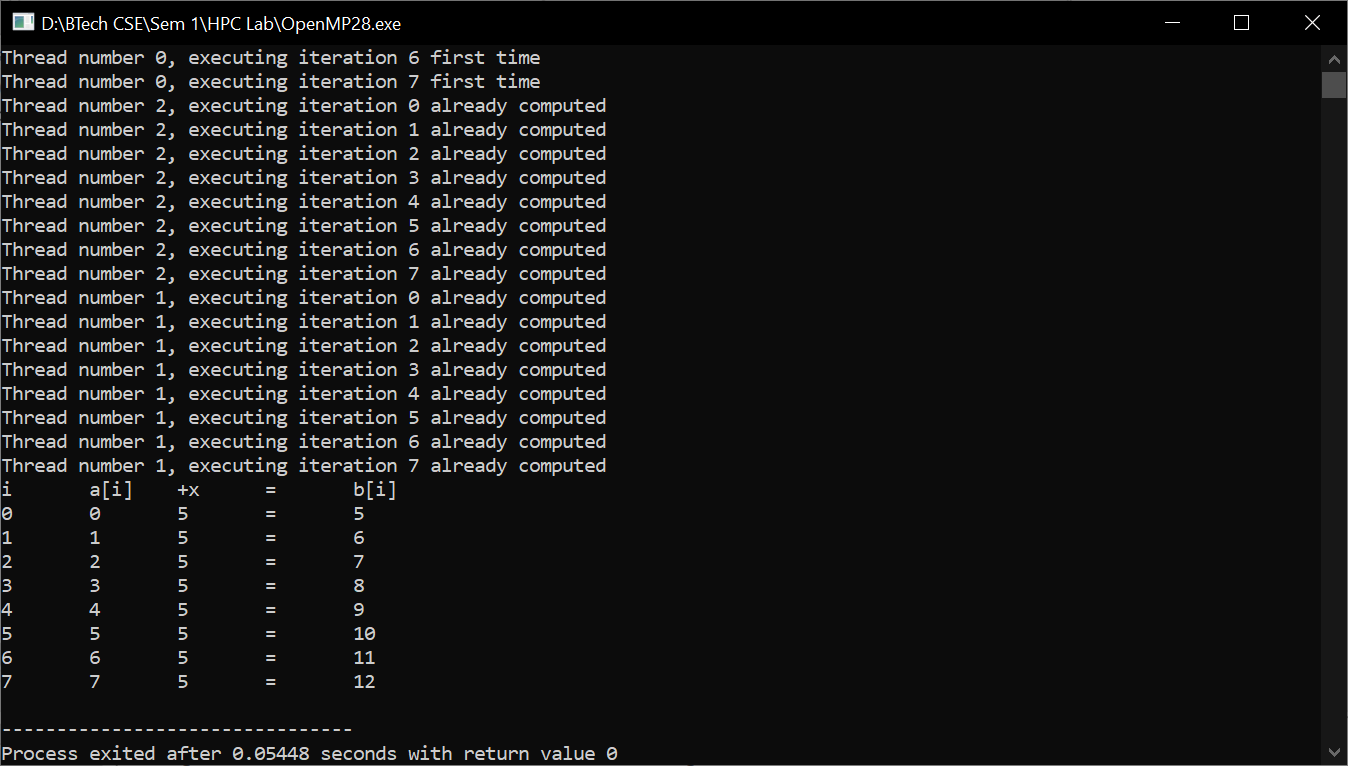 D:\BTech CSE\Sem 1\HPC Lab\OpenMP28.exe
Thread number 0, executing iteration 6 first time
Thread number 0, executing iteration 7 first time
Thread number 2, executing iteration 0 already computed
Thread number 2, executing iteration 1 already computed
Thread number 2, executing iteration 2 already computed
Thread number 2, executing iteration 3 already computed
Thread number 2, executing iteration 4 already computed
Thread number 2, executing iteration 5 already computed
Thread number 2, executing iteration 6 already computed
Thread number 2, executing iteration 7 already computed
Thread number 1, executing iteration 0 already computed
Thread number 1, executing iteration 1 already computed
Thread number 1, executing iteration 2 already computed
Thread number 1, executing iteration 3 already computed
Thread number 1, executing iteration 4 already computed
Thread number 1, executing iteration 5 already computed
Thread number 1, executing iteration 6 already computed
Thread number 1, executing iteration 7 already computed
i       a[i]    +x      =       b[i]
0       0       5       =       5
1       1       5       =       6
2       2       5       =       7
3       3       5       =       8
4       4       5       =       9
5       5       5       =       10
6       6       5       =       11
7       7       5       =       12
--------------------------------
Process exited after 0.05448 seconds with return value 0